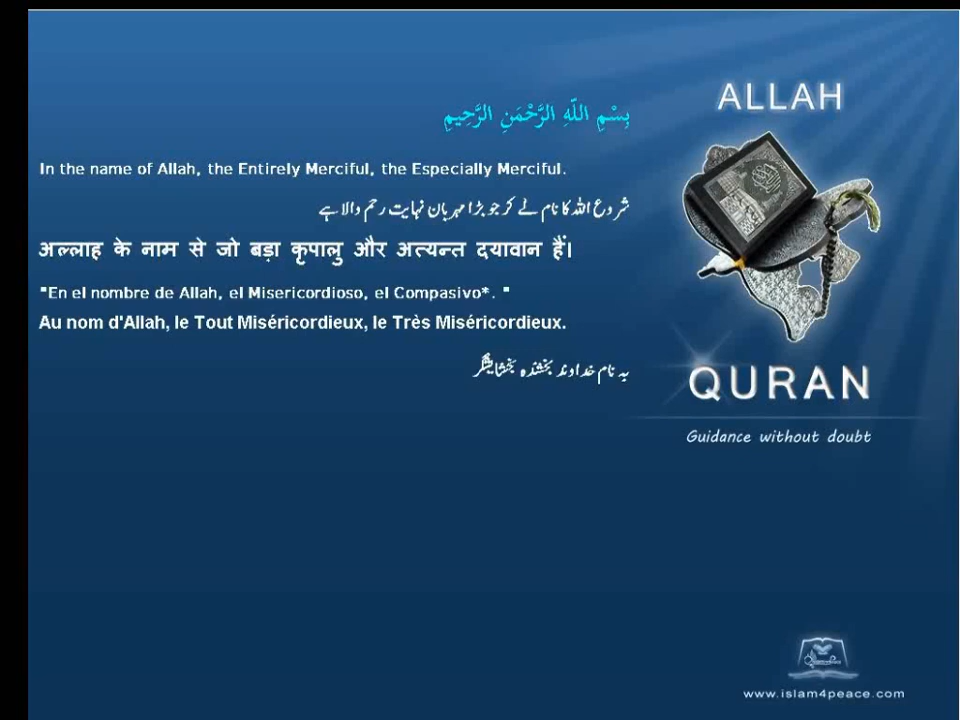 بِسْمِ اللّهِ الرَّحْمَنِ الرَّحِيمِ
In the name of Allah, the Entirely Merciful, the Especially Merciful.
شروع اللہ کا نام لے کر جو بڑا مہربان نہایت رحم والا ہے
अल्लाह के नाम से जो बड़ा कृपालु और अत्यन्त दयावान हैं।
"En el nombre de Allah, el Misericordioso, el Compasivo*. "
Au nom d'Allah, le Tout Miséricordieux, le Très Miséricordieux.
به نام خداوند بخشنده بخشایشگر
ALLAH
QURAN
Guidance without doubt
www.islam4peace.com